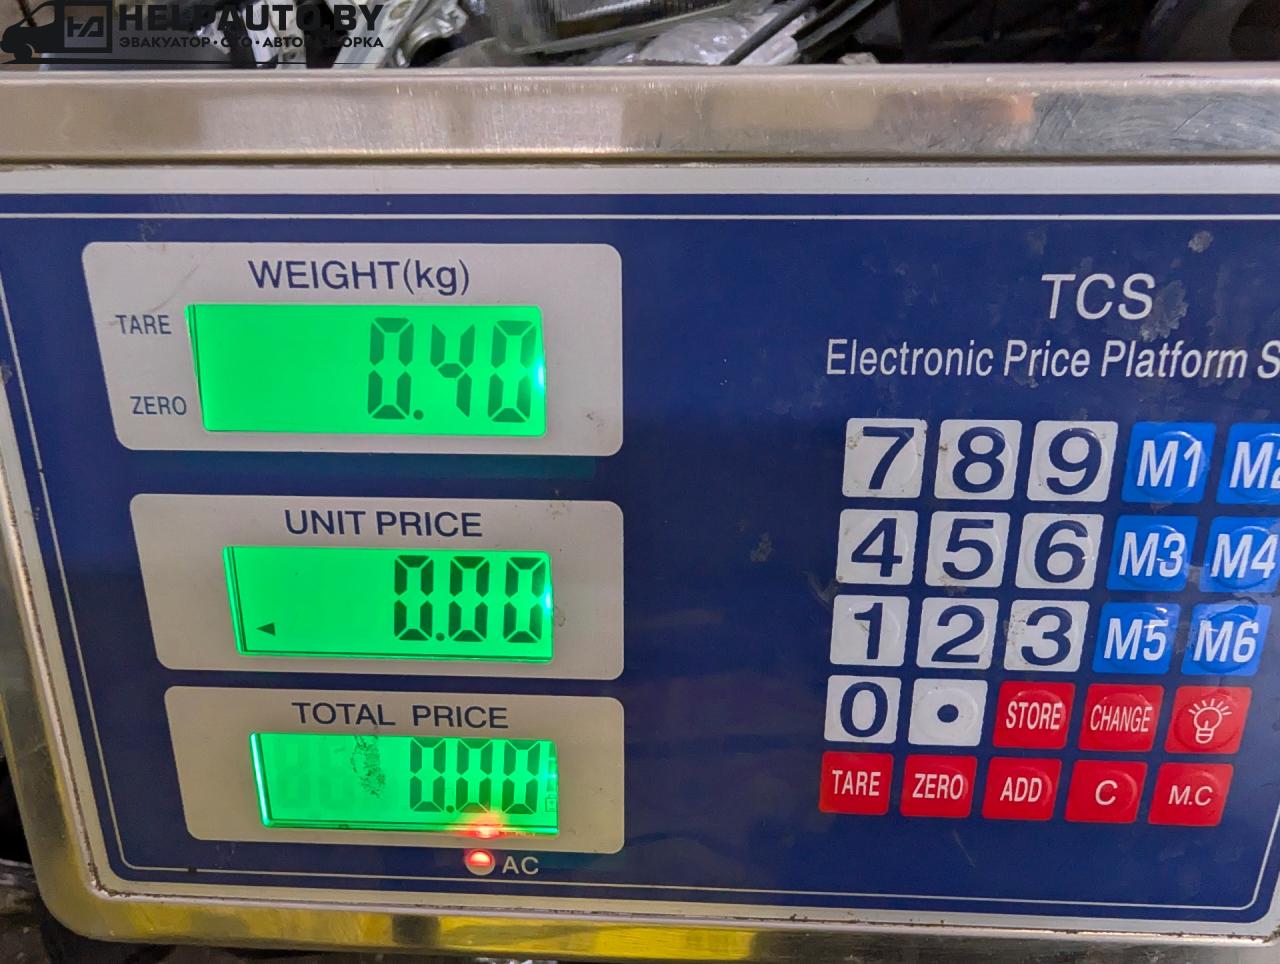 HELPAUTO.BY
ЭВАКУАТОР · СТО · АВТОРАЗБОРКА
WEIGHT(kg)
TARE
ZERO
0.40
UNIT PRICE
0.00
TOTAL PRICE
0.00
AC
TCS
Electronic Price Platform S
7 8 9 M1 M2
4 5 6 M3 M4
1 2 3 M5 M6
0 . STORE CHANGE
TARE ZERO ADD C M.C